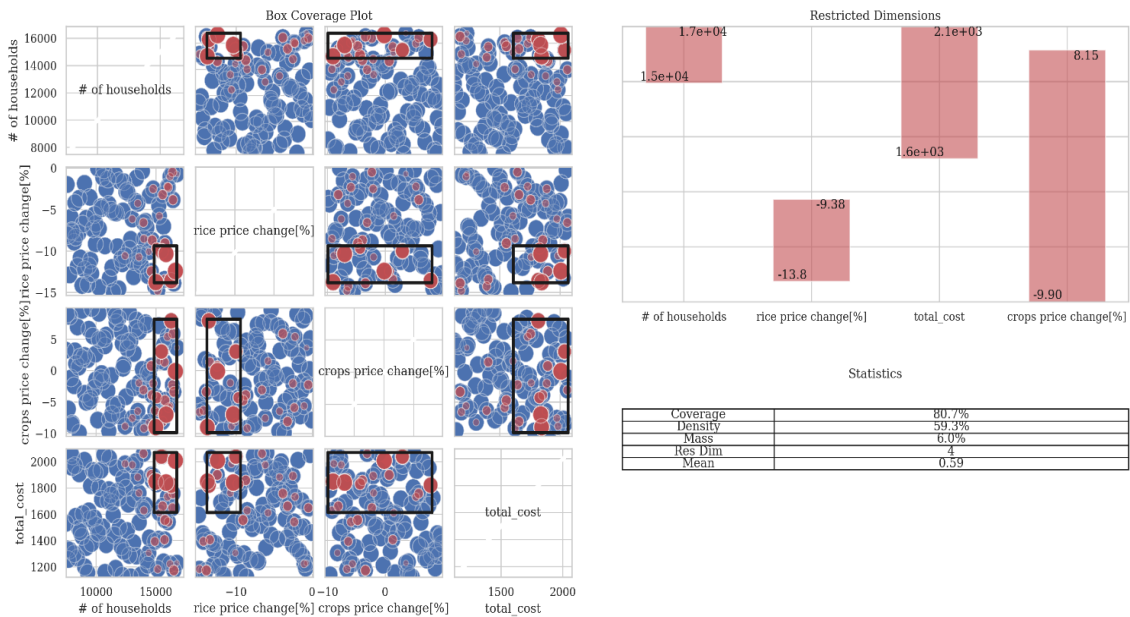 Box Coverage Plot
# of households
16000
14000
12000
10000
8000
# of households
rice price change[%]
0
−5
−10
−15
rice price change[%]
crops price change[%]
5
0
−5
−10
crops price change[%]
total_cost
2000
1800
1600
1400
1200
total_cost
10000
15000
−10
0
−10
0
1500
2000
# of households
rice price change[%]
crops price change[%]
total_cost
Restricted Dimensions
1.7e+04
1.5e+04
-9.38
-13.8
2.1e+03
1.6e+03
8.15
-9.90
# of households
rice price change[%]
total_cost
crops price change[%]
Statistics
Coverage 80.7%
Density 59.3%
Mass 6.0%
Res Dim 4
Mean 0.59